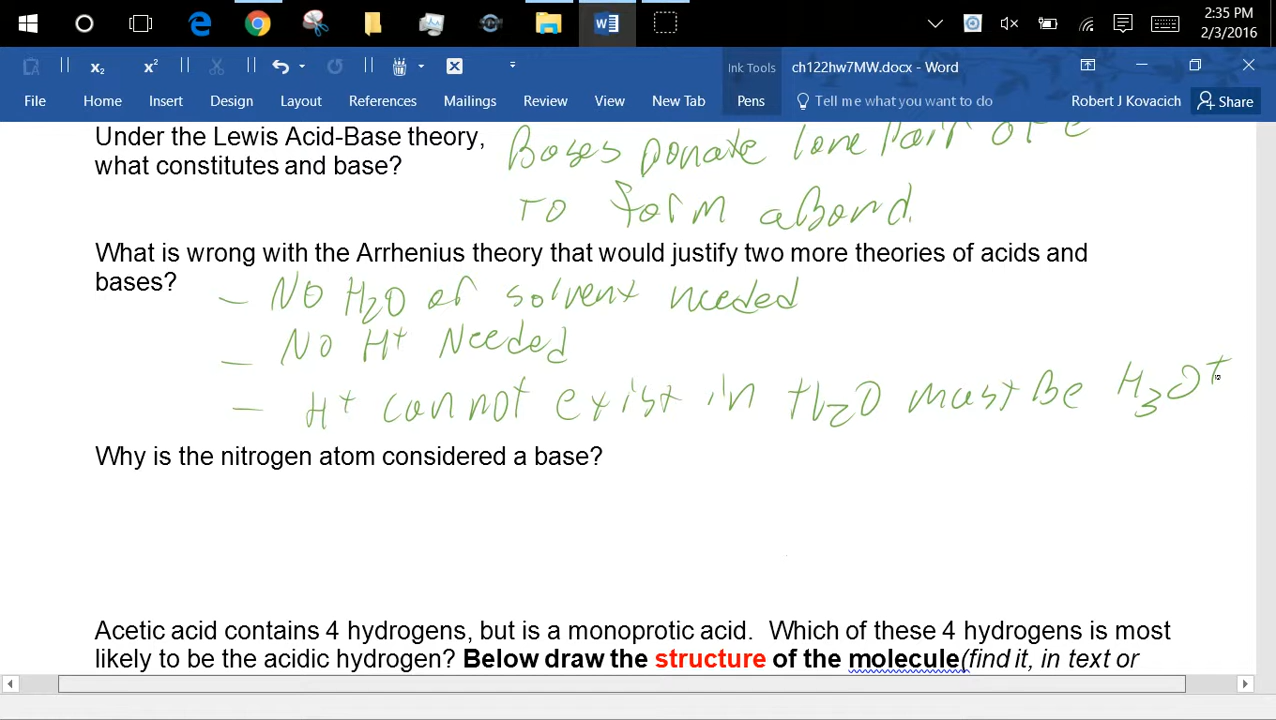 2:35 PM
2/3/2016
Ink Tools
ch122hw7MW.docx - Word
File Home Insert Design Layout References Mailings Review View New Tab Pens Tell me what you want to do Robert J Kovacich Share
Under the Lewis Acid-Base theory,
what constitutes and base?
Bases Donate lone Pair of e
To form a Bond.
What is wrong with the Arrhenius theory that would justify two more theories of acids and
bases?
- NO H2O or solvent needed
- NO H+ Needed
- H+ cannot exist in H2O must Be H3O+
Why is the nitrogen atom considered a base?
Acetic acid contains 4 hydrogens, but is a monoprotic acid. Which of these 4 hydrogens is most
likely to be the acidic hydrogen? Below draw the structure of the molecule(find it, in text or